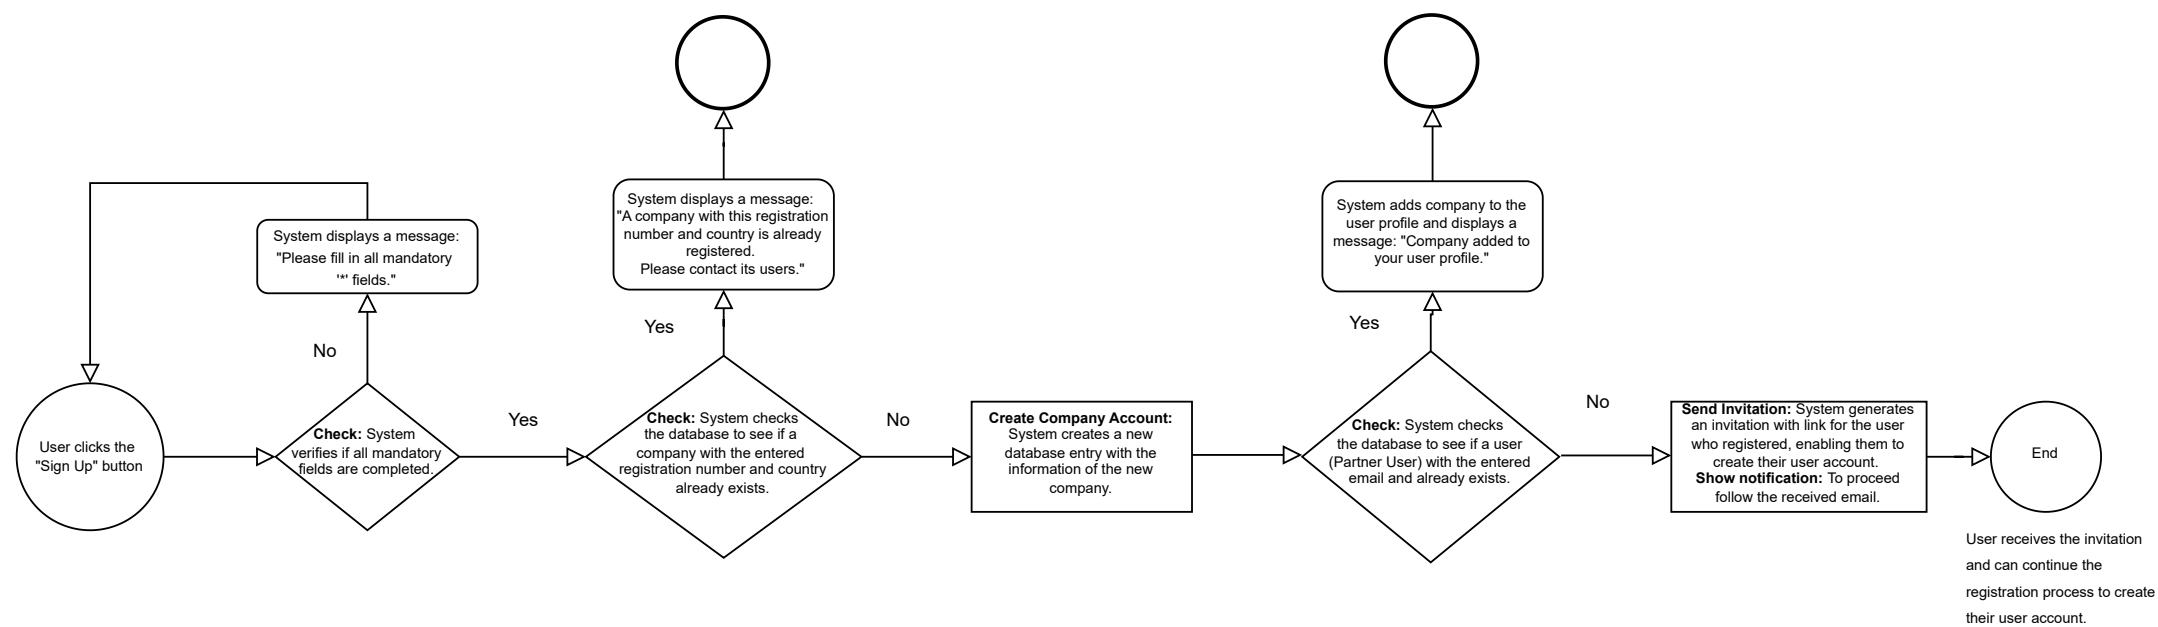 User clicks the
"Sign Up" button
System displays a message:
"Please fill in all mandatory
'*' fields."
No
Check: System
verifies if all mandatory
fields are completed.
Yes
System displays a message:
"A company with this registration
number and country is already
registered.
Please contact its users."
Yes
Check: System checks
the database to see if a
company with the entered
registration number and country
already exists.
No
Create Company Account:
System creates a new
database entry with the
information of the new
company.
System adds company to the
user profile and displays a
message: "Company added to
your user profile."
Yes
Check: System checks
the database to see if a user
(Partner User) with the entered
email and already exists.
No
Send Invitation: System generates
an invitation with link for the user
who registered, enabling them to
create their user account.
Show notification: To proceed
follow the received email.
End
User receives the invitation
and can continue the
registration process to create
their user account.